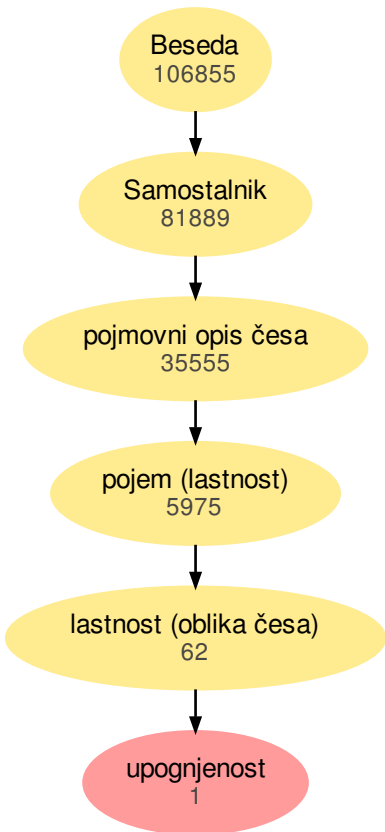 Beseda
106855
Samostalnik
81889
pojmovni opis česa
35555
pojem (lastnost)
5975
lastnost (oblika česa)
62
upognjenost
1